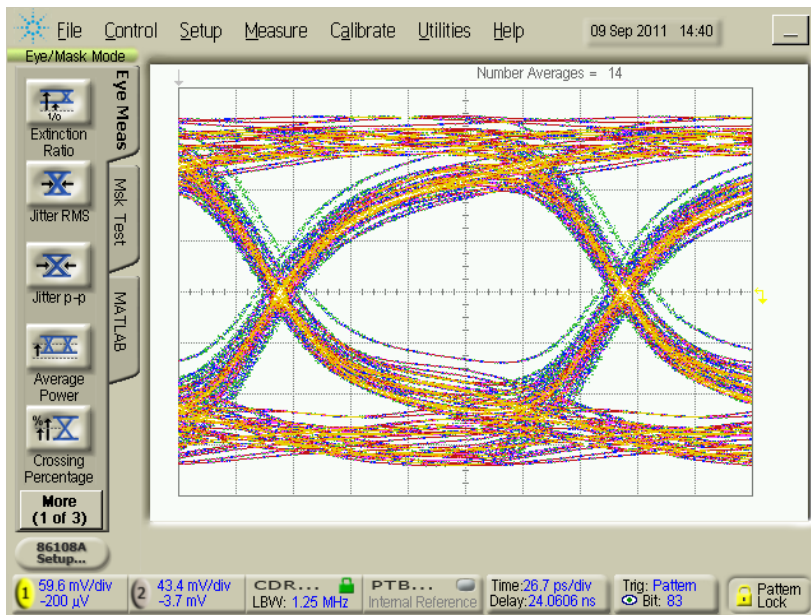 File Control Setup Measure Calibrate Utilities Help 09 Sep 2011 14:40
Eye/Mask Mode
Number Averages = 14
Eye Meas
Msk Test
MATLAB
1/0
Extinction
Ratio
Jitter RMS
Jitter p-p
Average
Power
%
Crossing
Percentage
More
(1 of 3)
86108A
Setup...
1 59.6 mV/div
-200 µV
2 43.4 mV/div
-3.7 mV
CDR...
LBW: 1.25 MHz
PTB...
Internal Reference
Time:26.7 ps/div
Delay:24.0606 ns
Trig: Pattern
Bit: 83
Pattern
Lock